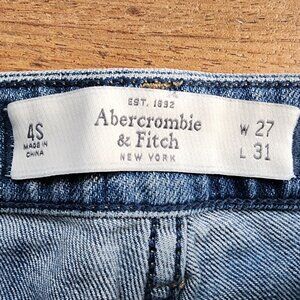 EST. 1892
4S
MADE IN
CHINA
Abercrombie
& Fitch
NEW YORK
W 27
L 31